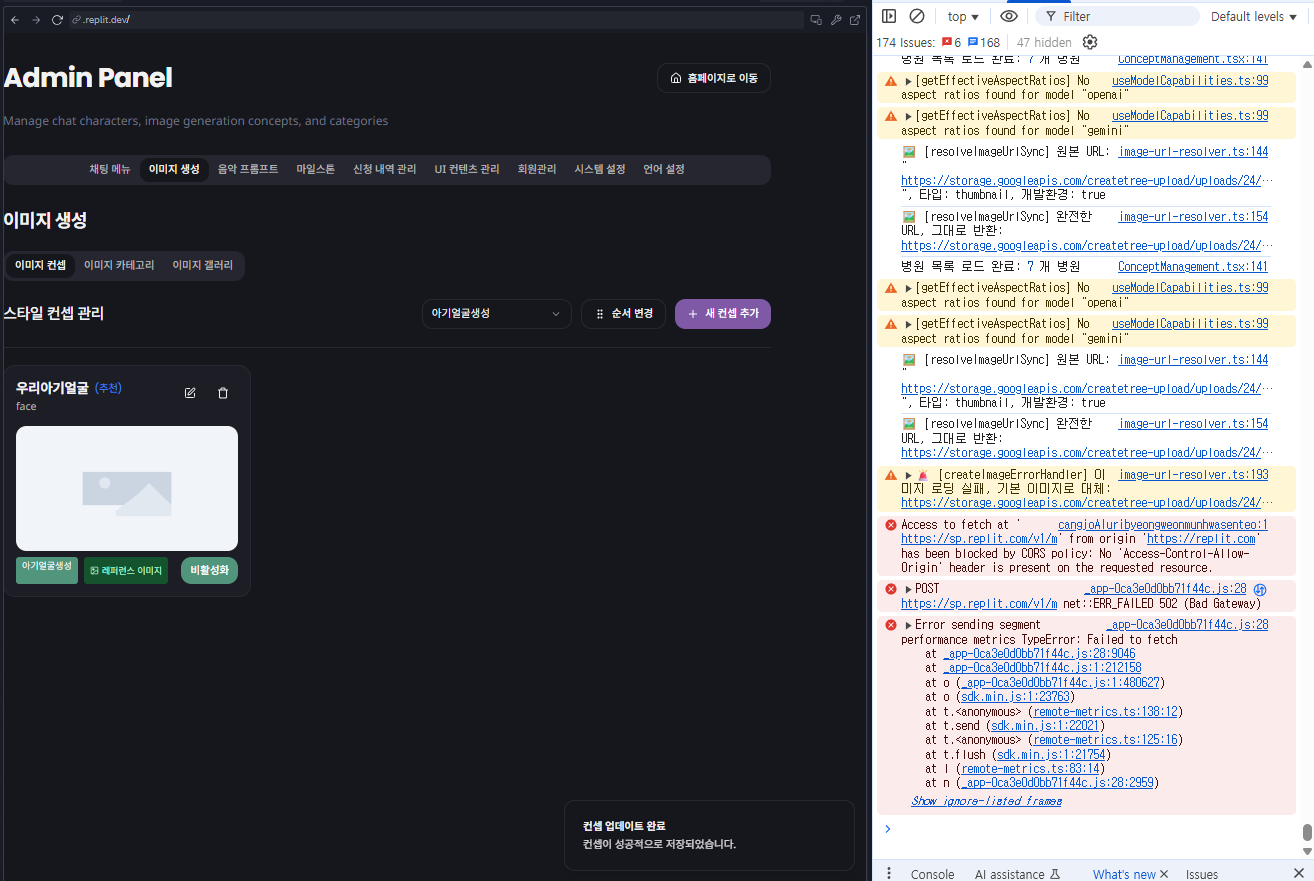 .replit.dev/
Admin Panel
홈페이지로 이동
Manage chat characters, image generation concepts, and categories
채팅 메뉴
이미지 생성
음악 프롬프트
마일스톤
신청 내역 관리
UI 컨텐츠 관리
회원관리
시스템 설정
언어 설정
이미지 생성
이미지 컨셉
이미지 카테고리
이미지 갤러리
스타일 컨셉 관리
아기얼굴생성
순서 변경
+ 새 컨셉 추가
우리아기얼굴 (추천)
face
아기얼굴생성
레퍼런스 이미지
비활성화
컨셉 업데이트 완료
컨셉이 성공적으로 저장되었습니다.
top ▼
Filter
Default levels ▼
174 Issues: 6 168 47 hidden
병원 목록 로드 완료: 7 개 병원 ConceptManagement.tsx:141
▶[getEffectiveAspectRatios] No useModelCapabilities.ts:99
aspect ratios found for model "openai"
▶[getEffectiveAspectRatios] No useModelCapabilities.ts:99
aspect ratios found for model "gemini"
[resolveImageUrlSync] 원본 URL: image-url-resolver.ts:144
"
https://storage.googleapis.com/createtree-upload/uploads/24/…
", 타입: thumbnail, 개발환경: true
[resolveImageUrlSync] 완전한 image-url-resolver.ts:154
URL, 그대로 반환:
https://storage.googleapis.com/createtree-upload/uploads/24/…
병원 목록 로드 완료: 7 개 병원 ConceptManagement.tsx:141
▶[getEffectiveAspectRatios] No useModelCapabilities.ts:99
aspect ratios found for model "openai"
▶[getEffectiveAspectRatios] No useModelCapabilities.ts:99
aspect ratios found for model "gemini"
[resolveImageUrlSync] 원본 URL: image-url-resolver.ts:144
"
https://storage.googleapis.com/createtree-upload/uploads/24/…
", 타입: thumbnail, 개발환경: true
[resolveImageUrlSync] 완전한 image-url-resolver.ts:154
URL, 그대로 반환:
https://storage.googleapis.com/createtree-upload/uploads/24/…
▶ [createImageErrorHandler] 이 image-url-resolver.ts:193
미지 로딩 실패, 기본 이미지로 대체:
https://storage.googleapis.com/createtree-upload/uploads/24/…
Access to fetch at ' cangjoAluribyeongweonmunhwasenteo:1
https://sp.replit.com/v1/m' from origin 'https://replit.com'
has been blocked by CORS policy: No 'Access-Control-Allow-
Origin' header is present on the requested resource.
▶POST _app-0ca3e0d0bb71f44c.js:28
https://sp.replit.com/v1/m net::ERR_FAILED 502 (Bad Gateway)
▶Error sending segment _app-0ca3e0d0bb71f44c.js:28
performance metrics TypeError: Failed to fetch
at _app-0ca3e0d0bb71f44c.js:28:9046
at _app-0ca3e0d0bb71f44c.js:1:212158
at o (_app-0ca3e0d0bb71f44c.js:1:480627)
at o (sdk.min.js:1:23763)
at t.<anonymous> (remote-metrics.ts:138:12)
at t.send (sdk.min.js:1:22021)
at t.<anonymous> (remote-metrics.ts:125:16)
at t.flush (sdk.min.js:1:21754)
at l (remote-metrics.ts:83:14)
at n (_app-0ca3e0d0bb71f44c.js:28:2959)
Show ignore-listed frames
Console
AI assistance
What's new
Issues